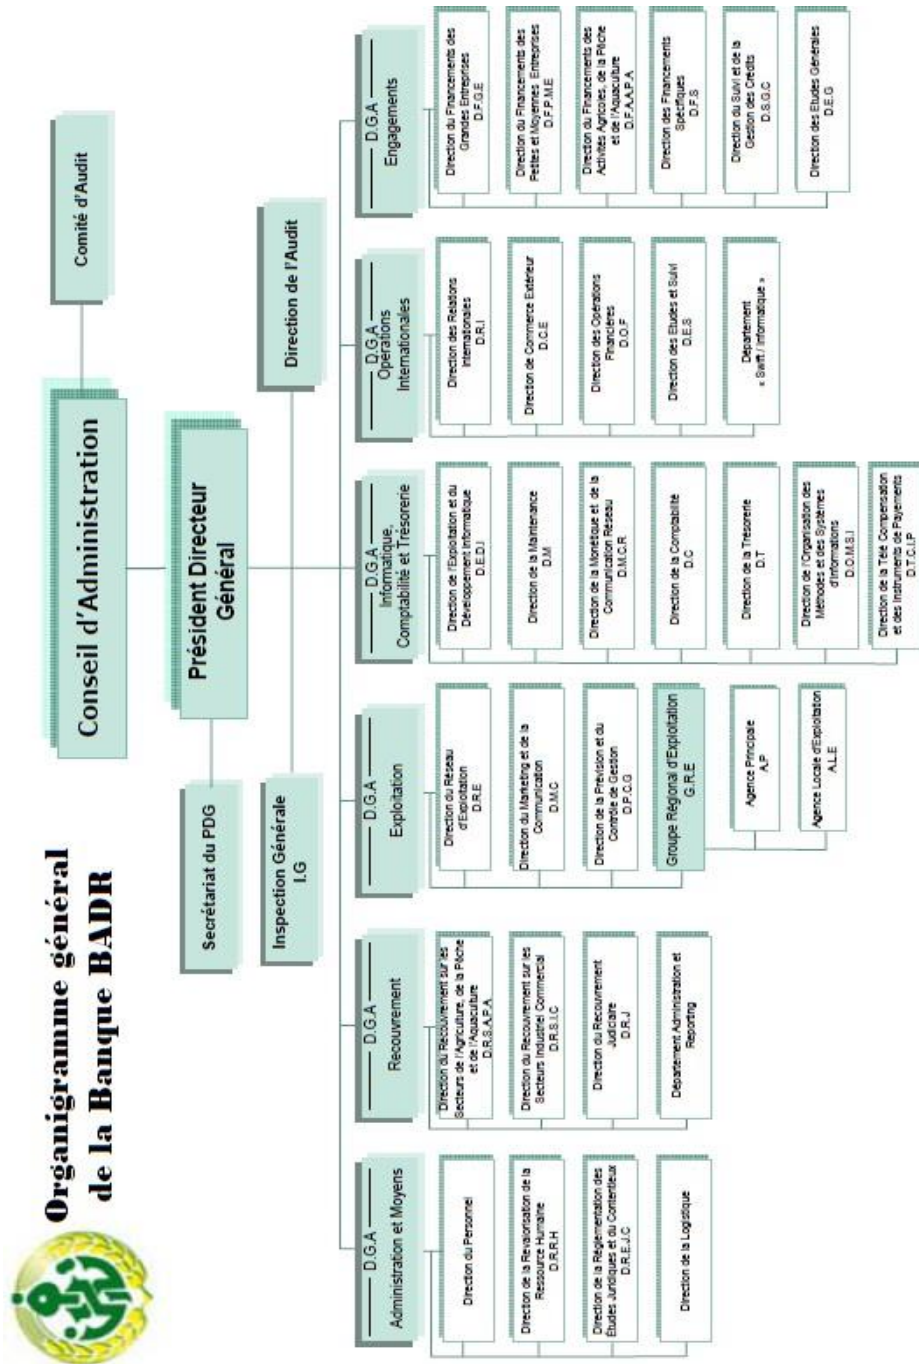 Organigramme général
de la Banque BADR
Conseil d'Administration
Comité d'Audit
Président Directeur
Général
Secrétariat du PDG
Inspection Générale
I.G
Direction de l'Audit
D.G.A
Administration et Moyens
Direction du Personnel
Direction de la Revalorisation de la
Ressource Humaine
D.R.R.H
Direction de la Réglementation des
Études Juridiques et du Contentieux
D.R.E.J.C
Direction de la Logistique
D.G.A
Recouvrement
Direction du Recouvrement sur les
Secteurs de l'Agriculture, de la Pêche
et de l'Aquaculture
D.R.S.A.P.A
Direction du Recouvrement sur les
Secteurs Industriel Commercial
D.R.S.I.C
Direction du Recouvrement
Judiciaire
D.R.J
Département Administration et
Reporting
D.G.A
Exploitation
Direction du Réseau
d'Exploitation
D.R.E
Direction du Marketing et de la
Communication
D.M.C
Direction de la Prévision et du
Contrôle de Gestion
D.P.C.G
Groupe Régional d'Exploitation
G.R.E
Agence Principale
A.P
Agence Locale d'Exploitation
A.L.E
D.G.A
Informatique,
Comptabilité et Trésorerie
Direction de l'Exploitation et du
Développement Informatique
D.E.D.I
Direction de la Maintenance
D.M
Direction de la Monétique et de la
Communication Réseau
D.M.C.R
Direction de la Comptabilité
D.C
Direction de la Trésorerie
D.T
Direction de l'Organisation des
Méthodes et des Systèmes
d'Informations
D.O.M.S.I
Direction de la Télé Compensation
et des Instruments de Payements
D.T.C.I.P
D.G.A
Opérations
Internationales
Direction des Relations
Internationales
D.R.I
Direction de Commerce Extérieur
D.C.E
Direction des Opérations
Financières
D.O.F
Direction des Etudes et Suivi
D.E.S
Département
« Swift / Informatique »
D.G.A
Engagements
Direction du Financements des
Grandes Entreprises
D.F.G.E
Direction du Financements des
Petites et Moyennes Entreprises
D.F.P.M.E
Direction du Financements des
Activités Agricoles, de la Pêche
et de l'Aquaculture
D.F.A.A.P.A
Direction des Financements
Spécifiques
D.F.S
Direction du Suivi et de la
Gestion des Crédits
D.S.G.C
Direction des Etudes Générales
D.E.G